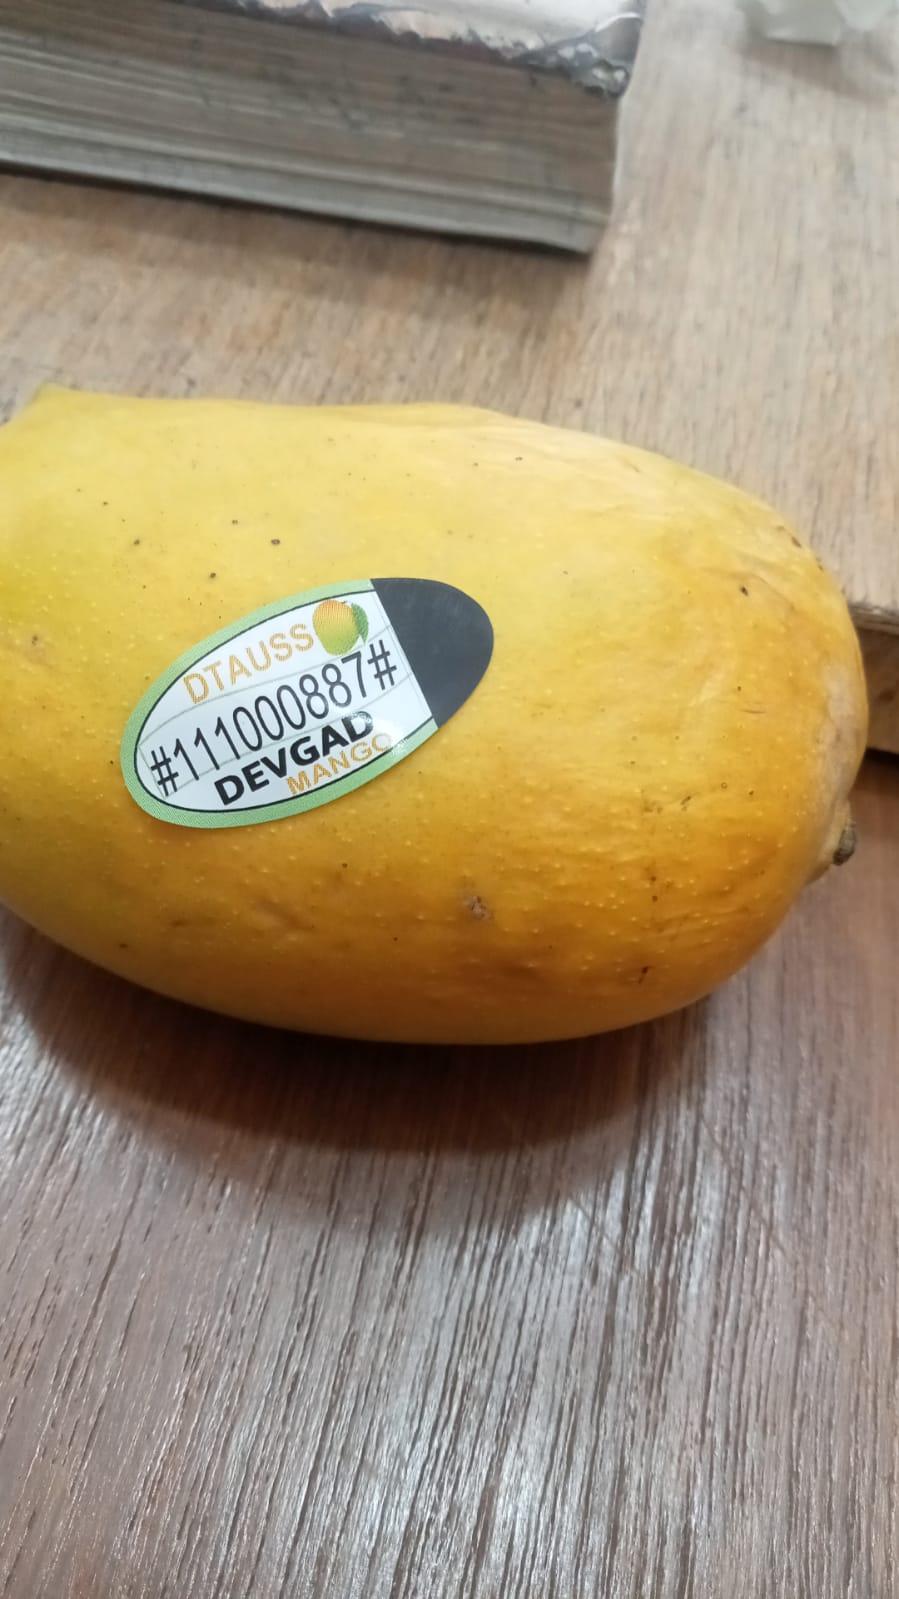 DTAUSS
#111000887#
DEVGAD
MANGO